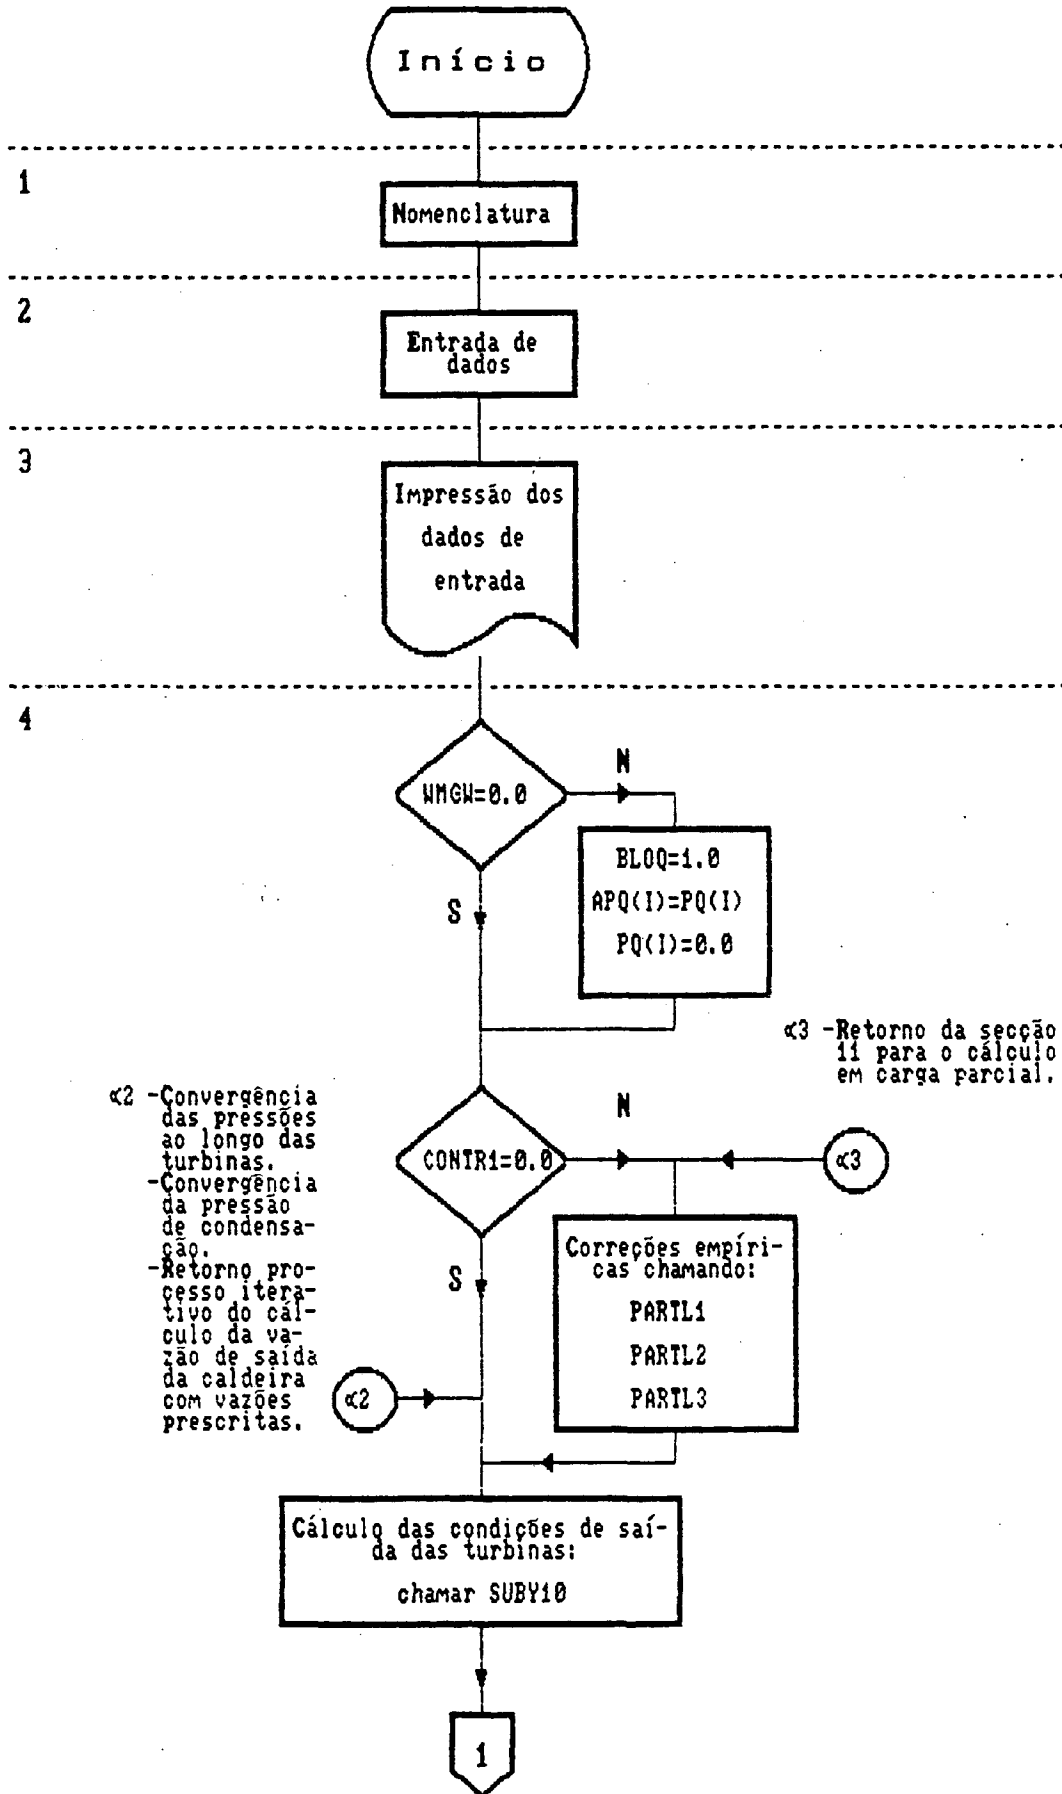 Início
1
Nomenclatura
2
Entrada de
dados
3
Impressão dos
dados de
entrada
4
WMGW=0.0
N
S
BLOQ=1.0
APQ(I)=PQ(I)
PQ(I)=0.0
∝3 -Retorno da secção
11 para o cálculo
em carga parcial.
∝2 -Convergência
das pressões
ao longo das
turbinas.
-Convergência
da pressão
de condensa-
ção.
-Retorno pro-
cesso itera-
tivo do cál-
culo da va-
zão de saída
da caldeira
com vazões
prescritas.
CONTR1=0.0
N
∝3
S
Correções empíri-
cas chamando:
PARTL1
PARTL2
PARTL3
∝2
Cálculo das condições de saí-
da das turbinas:
chamar SUBY10
1